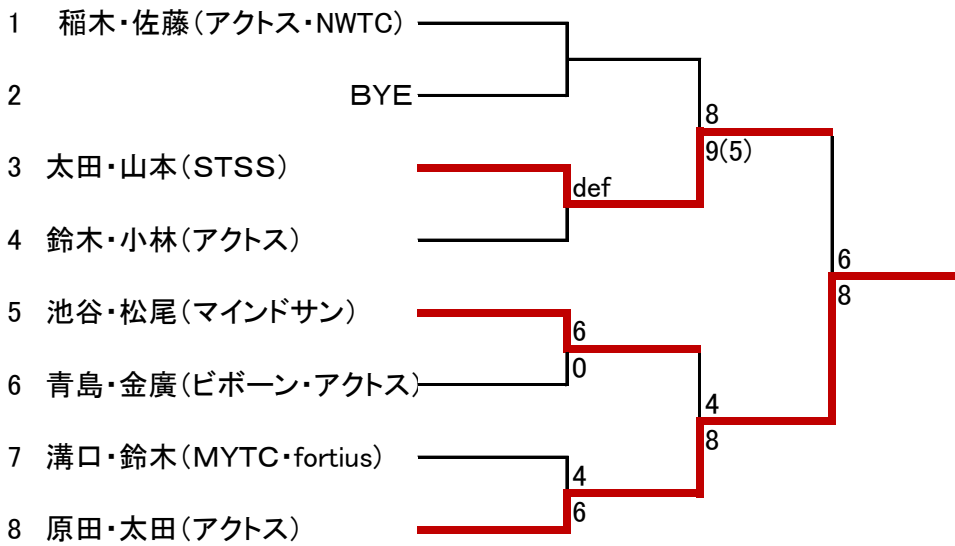 1 稲木・佐藤(アクトス・NWTC)
2 BYE
8
9(5)
3 太田・山本(STSS)
def
4 鈴木・小林(アクトス)
6
8
5 池谷・松尾(マインドサン)
6
0
6 青島・金廣(ビボーン・アクトス)
4
8
7 溝口・鈴木(MYTC・fortius)
4
6
8 原田・太田(アクトス)